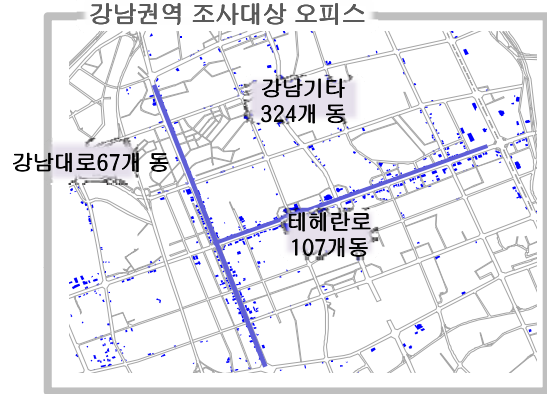 강남권역 조사대상 오피스
강남기타
324개 동
강남대로67개 동
테헤란로
107개동